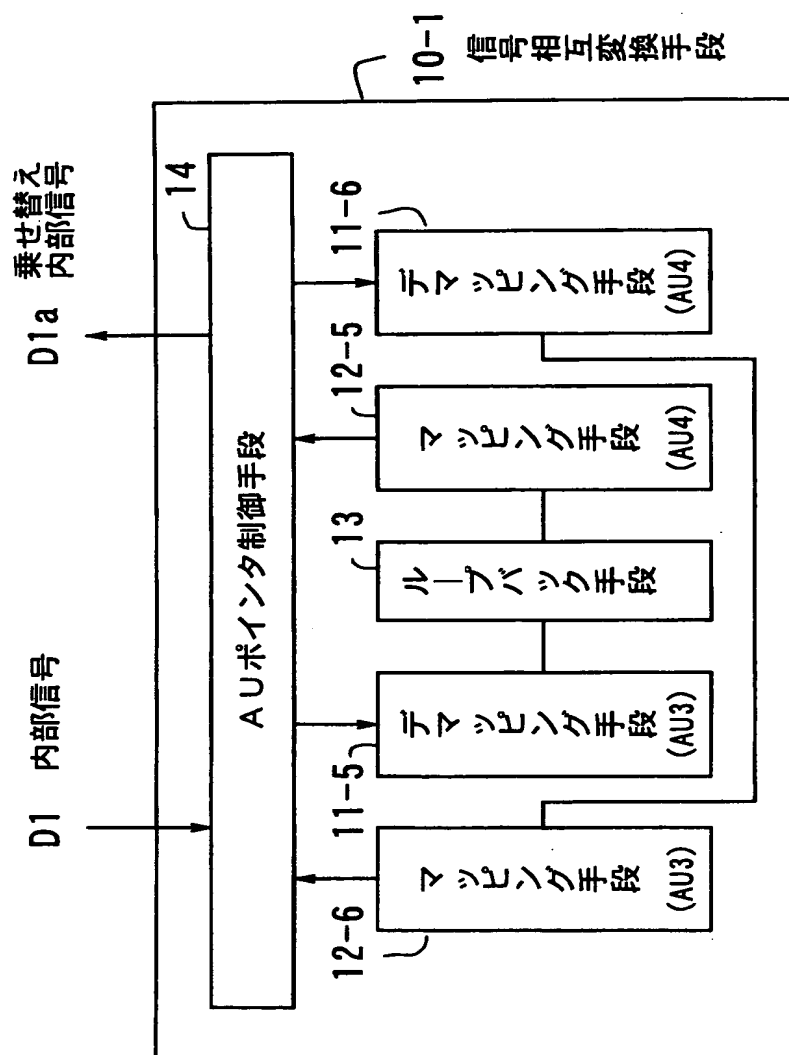 D1 内部信号
D1a 乗せ替え
内部信号
14
AUポインタ制御手段
10-1
信号相互変換手段
12-6
マッピング手段
(AU3)
11-5
デマッピング手段
(AU3)
13
ループバック手段
12-5
マッピング手段
(AU4)
11-6
デマッピング手段
(AU4)